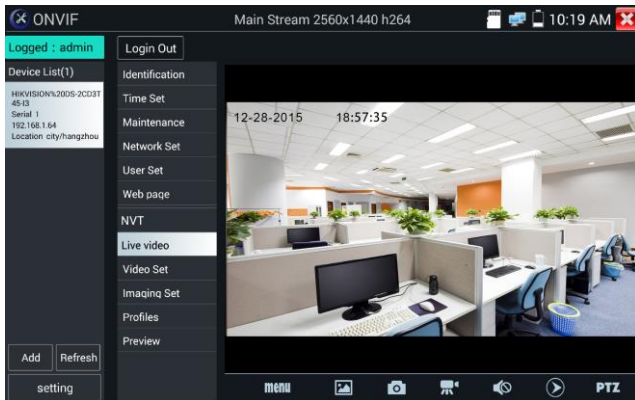 ONVIF
Main Stream 2560x1440 h264
10:19 AM
Logged : admin
Login Out
Device List(1)
HIKVISION%20DS-2CD3T
45-I3
Serial 1
192.168.1.64
Location city/hangzhou
Identification
Time Set
Maintenance
Network Set
User Set
Web page
NVT
Live video
Video Set
Imaging Set
Profiles
Preview
12-28-2015 18:57:35
Add
Refresh
setting
menu
PTZ